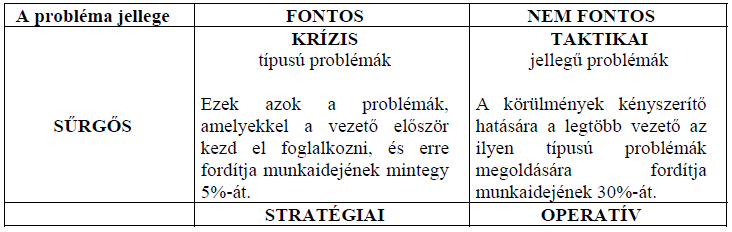 A probléma jellege FONTOS NEM FONTOS
SŰRGŐS
KRÍZIS
típusú problémák
Ezek azok a problémák,
amelyekkel a vezető először
kezd el foglalkozni, és erre
fordítja munkaidejének mintegy
5%-át.
TAKTIKAI
jellegű problémák
A körülmények kényszerítő
hatására a legtöbb vezető az
ilyen típusú problémák
megoldására fordítja
munkaidejének 30%-át.
STRATÉGIAI OPERATÍV